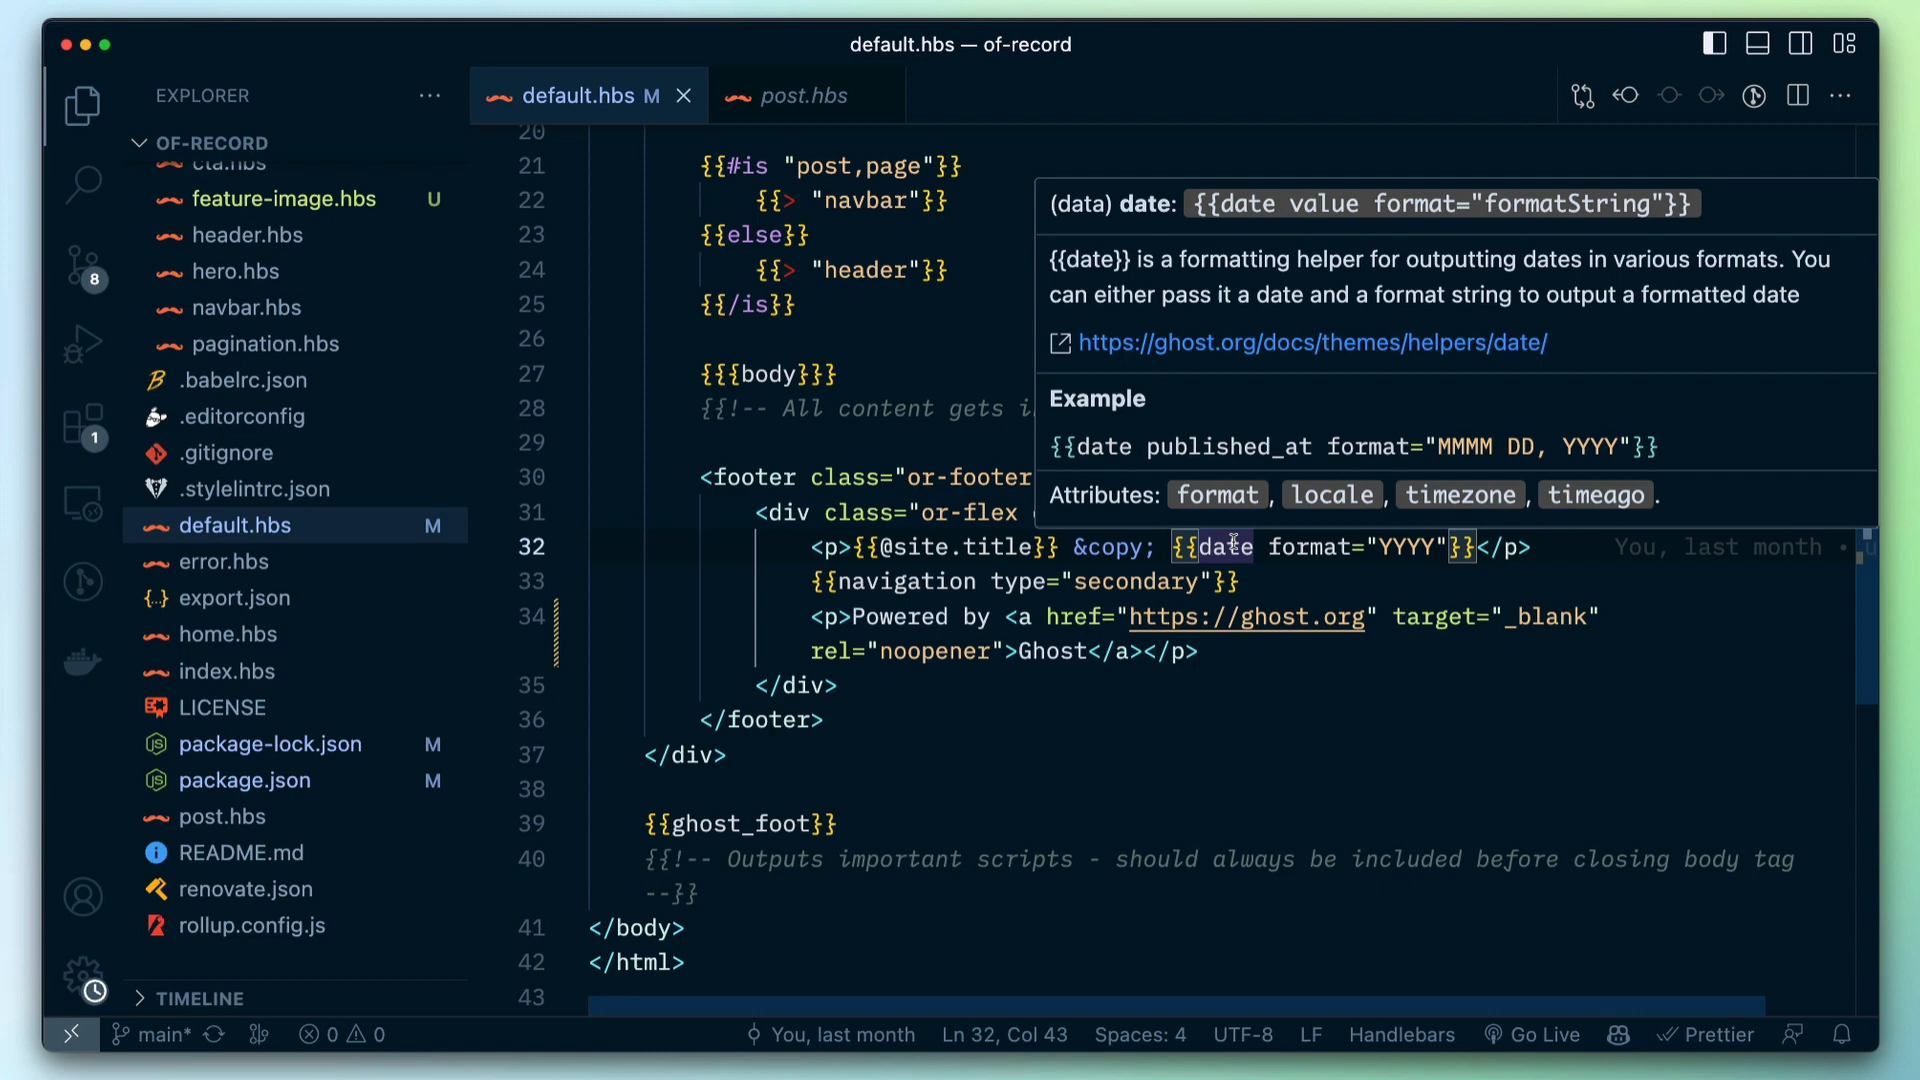 default.hbs — of-record
EXPLORER
OF-RECORD
cta.hbs
feature-image.hbs U
header.hbs
hero.hbs
navbar.hbs
pagination.hbs
.babelrc.json
.editorconfig
.gitignore
.stylelintrc.json
default.hbs M
error.hbs
{..} export.json
home.hbs
index.hbs
LICENSE
package-lock.json M
package.json M
post.hbs
README.md
renovate.json
rollup.config.js
TIMELINE
8
1
default.hbs M
post.hbs
20
21 {{#is "post,page"}}
22 {{> "navbar"}}
23 {{else}}
24 {{> "header"}}
25 {{/is}}
26
27 {{{body}}}
28 {{!-- All content gets i
29
30 <footer class="or-footer
31 <div class="or-flex
32 <p>{{@site.title}} &copy; {{date format="YYYY"}}</p> You, last month •
33 {{navigation type="secondary"}}
34 <p>Powered by <a href="https://ghost.org" target="_blank"
rel="noopener">Ghost</a></p>
35 </div>
36 </footer>
37 </div>
38
39 {{ghost_foot}}
40 {{!-- Outputs important scripts - should always be included before closing body tag
--}}
41 </body>
42 </html>
43
(data) date: {{date value format="formatString"}}
{{date}} is a formatting helper for outputting dates in various formats. You
can either pass it a date and a format string to output a formatted date
https://ghost.org/docs/themes/helpers/date/
Example
{{date published_at format="MMMM DD, YYYY"}}
Attributes: format, locale, timezone, timeago.
main* 0 0 You, last month Ln 32, Col 43 Spaces: 4 UTF-8 LF Handlebars Go Live Prettier